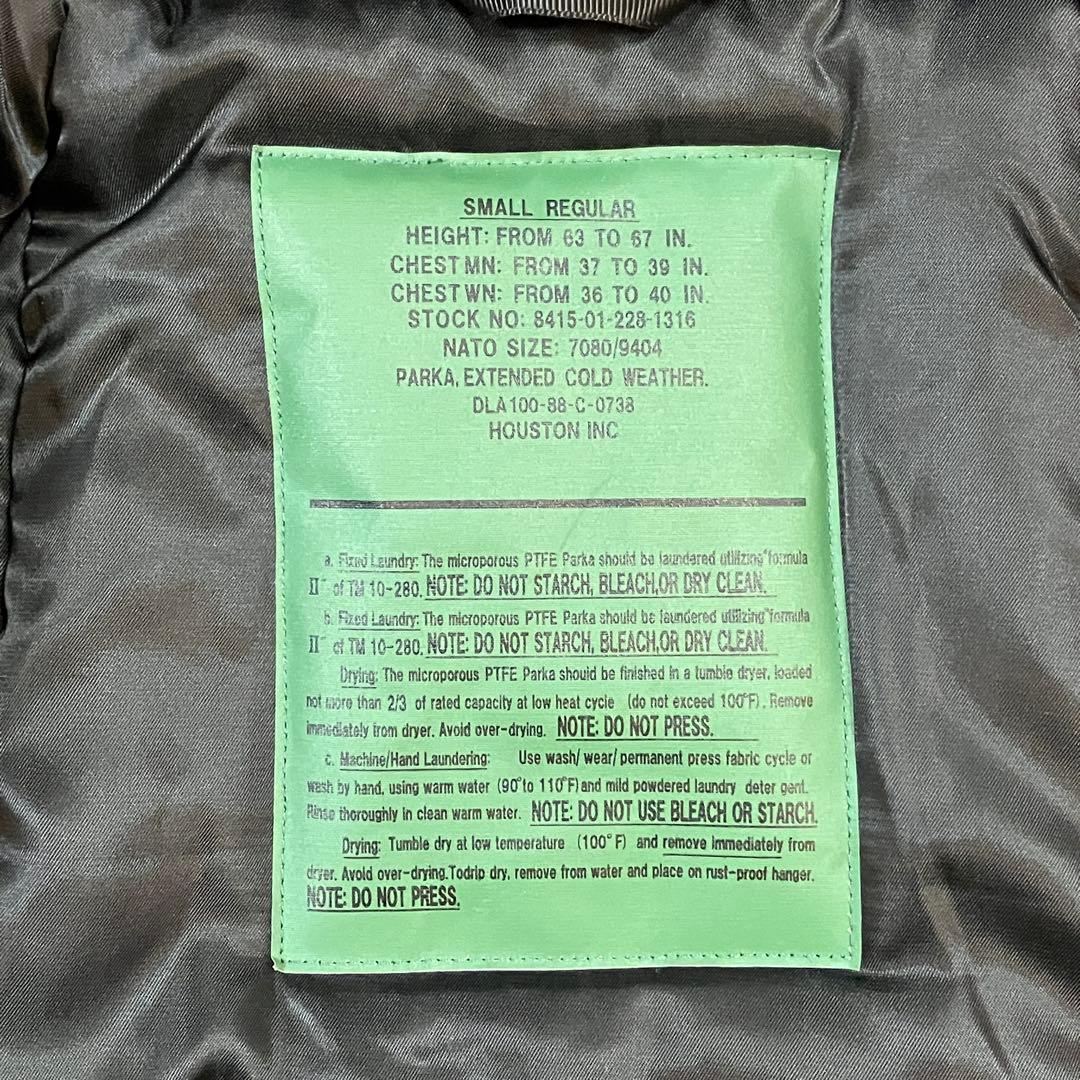 SMALL REGULAR
HEIGHT: FROM 63 TO 67 IN.
CHEST MN: FROM 37 TO 39 IN.
CHEST WN: FROM 36 TO 40 IN.
STOCK NO: 8415-01-228-1316
NATO SIZE: 7080/9404
PARKA, EXTENDED COLD WEATHER.
DLA 100-88-C-0738
HOUSTON INC
a. Fixed Laundry: The microporous PTFE Parka should be laundered utilizing "formula
II" of TM 10-280. NOTE: DO NOT STARCH, BLEACH,OR DRY CLEAN.
b. Fixed Laundry: The microporous PTFE Parka should be laundered utilizing "formula
II" of TM 10-280. NOTE: DO NOT STARCH, BLEACH,OR DRY CLEAN.
Drying: The microporous PTFE Parka should be finished in a tumble dryer, loaded
not more than 2/3 of rated capacity at low heat cycle (do not exceed 100°F). Remove
immediately from dryer. Avoid over-drying. NOTE: DO NOT PRESS.
c. Machine/Hand Laundering: Use wash/ wear/ permanent press fabric cycle or
wash by hand, using warm water (90° to 110°F) and mild powdered laundry deter gent.
Rinse thoroughly in clean warm water. NOTE: DO NOT USE BLEACH OR STARCH.
Drying: Tumble dry at low temperature (100° F) and remove immediately from
dryer. Avoid over-drying.Todrip dry, remove from water and place on rust-proof hanger.
NOTE: DO NOT PRESS.